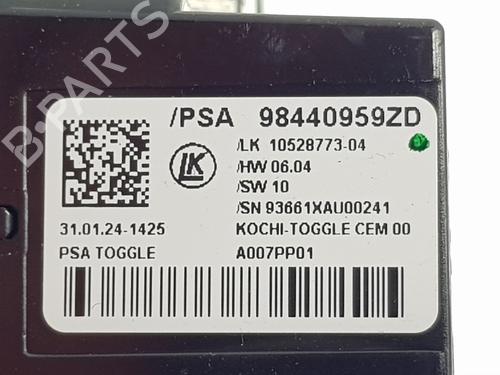 /PSA 98440959ZD
/LK 10528773-04
/HW 06.04
LK
/SW 10
/SN 93661XAU00241
31.01.24-1425 KOCHI-TOGGLE CEM 00
PSA TOGGLE A007PP01
B-PARTS